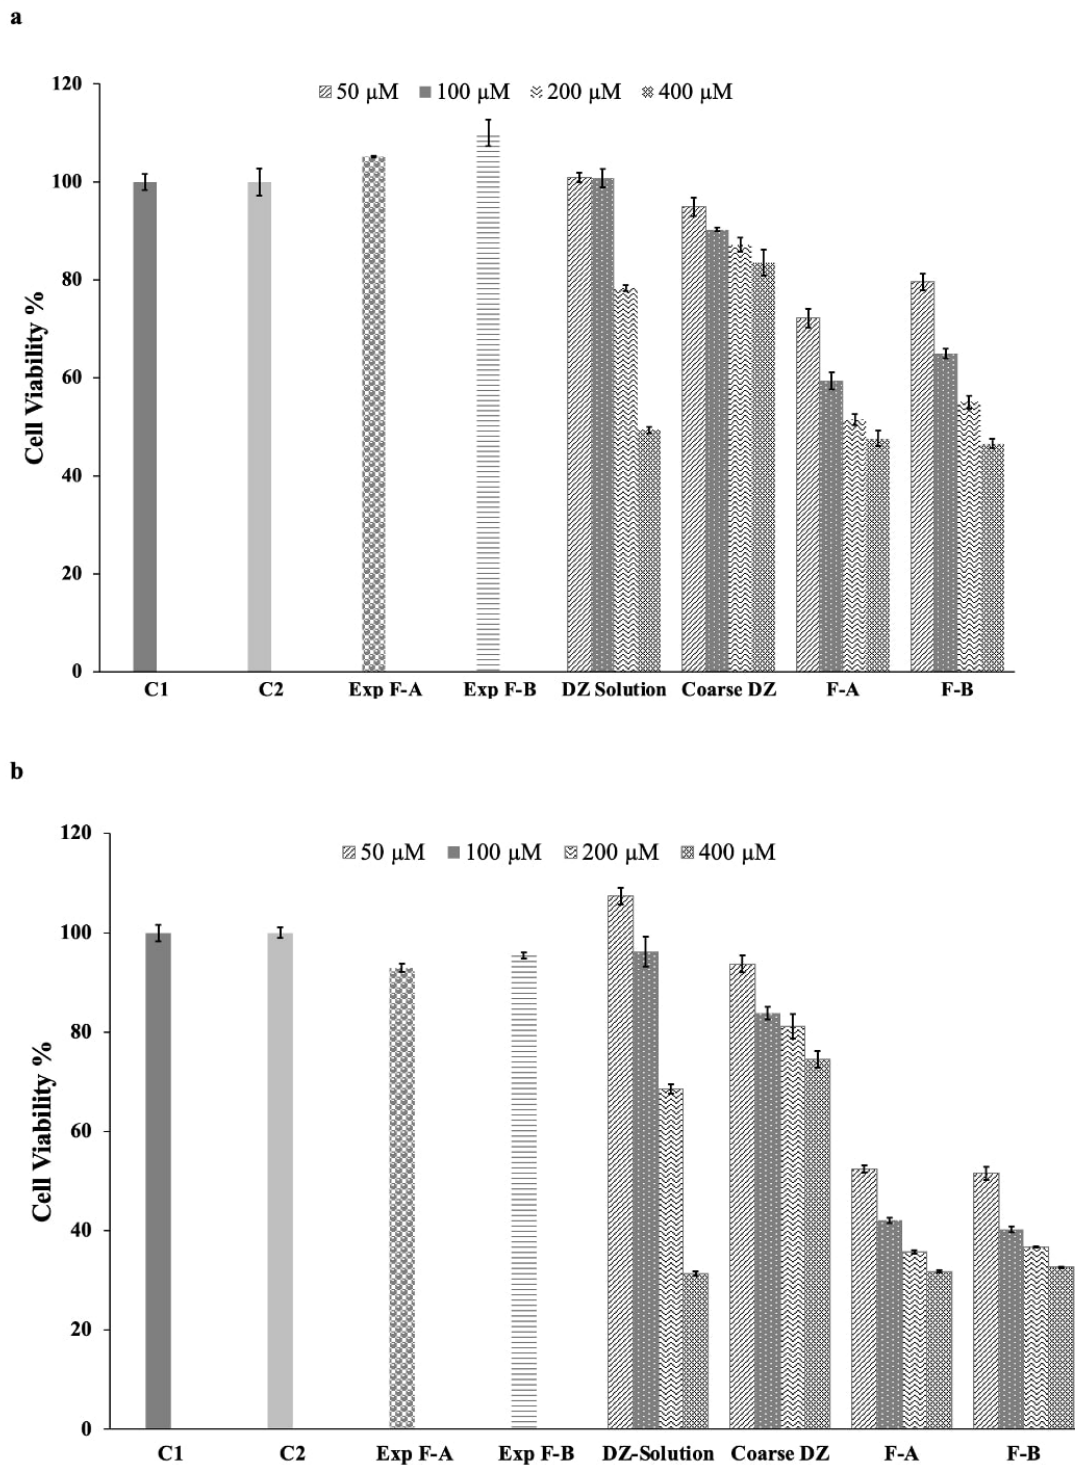 a
120
50 µM 100 µM 200 µM 400 µM
100
80
60
40
20
0
Cell Viability %
C1 C2 Exp F-A Exp F-B DZ Solution Coarse DZ F-A F-B
b
120
50 µM 100 µM 200 µM 400 µM
100
80
60
40
20
0
Cell Viability %
C1 C2 Exp F-A Exp F-B DZ-Solution Coarse DZ F-A F-B